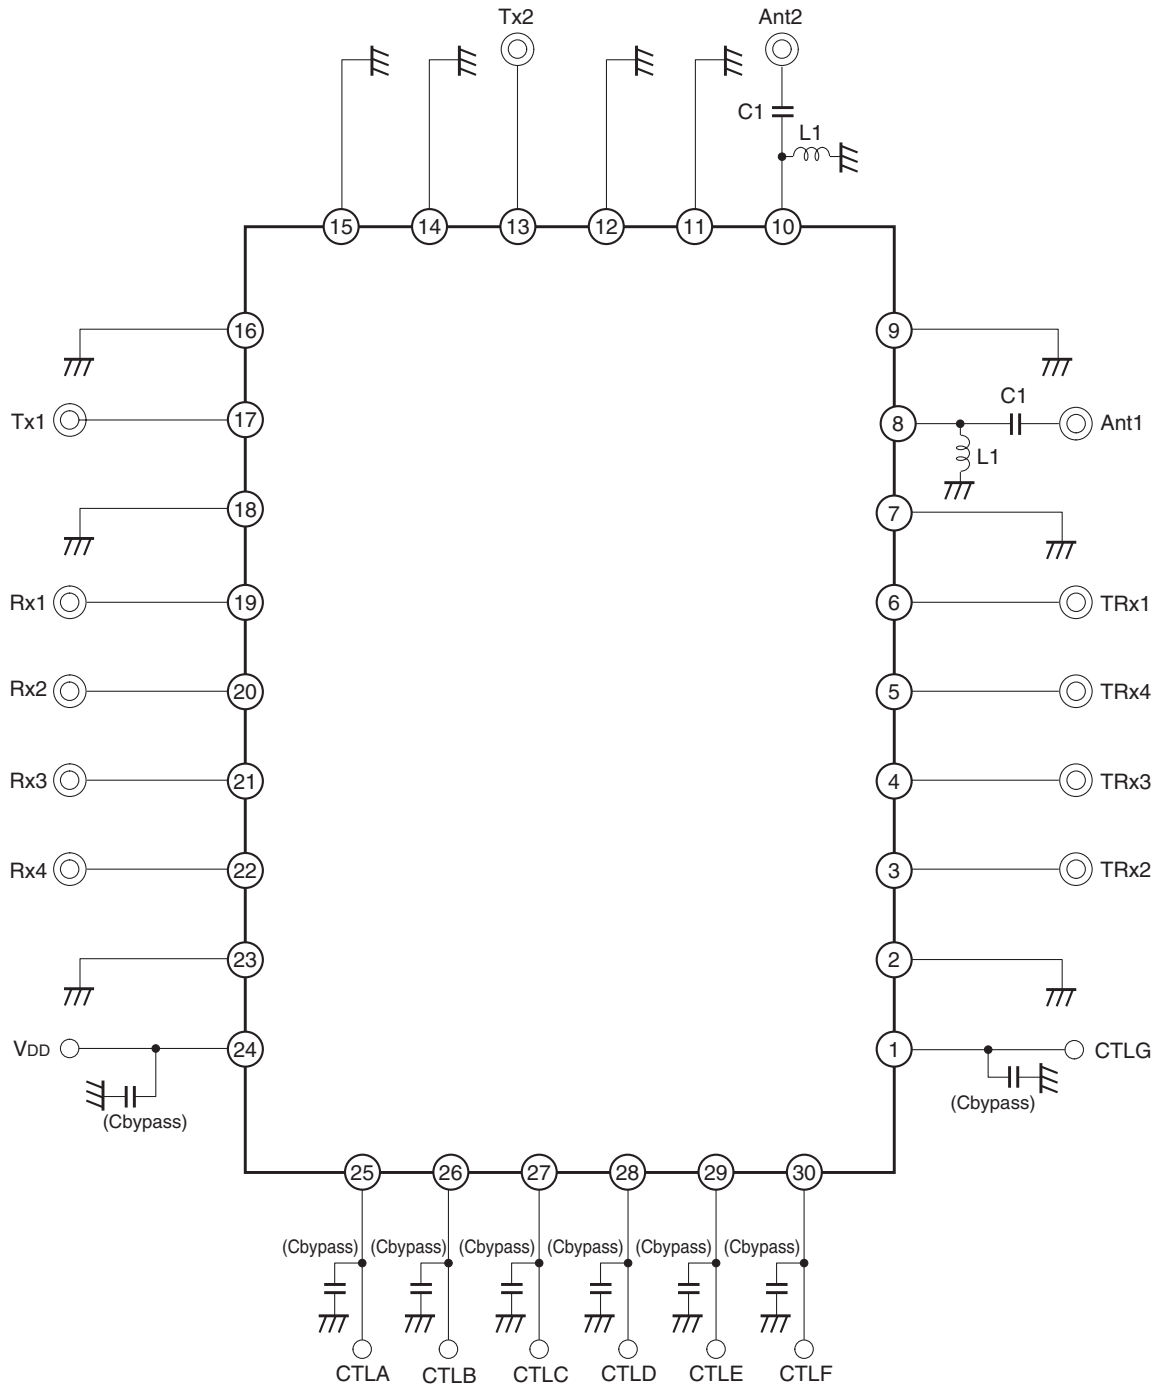 Tx2
Ant2
C1
L1
15
14
13
12
11
10
16
9
Tx1
17
8
C1
Ant1
L1
18
7
Rx1
19
6
TRx1
Rx2
20
5
TRx4
Rx3
21
4
TRx3
Rx4
22
3
TRx2
23
2
VDD
24
1
CTLG
(Cbypass)
(Cbypass)
25
26
27
28
29
30
(Cbypass)
(Cbypass)
(Cbypass)
(Cbypass)
(Cbypass)
(Cbypass)
CTLA
CTLB
CTLC
CTLD
CTLE
CTLF